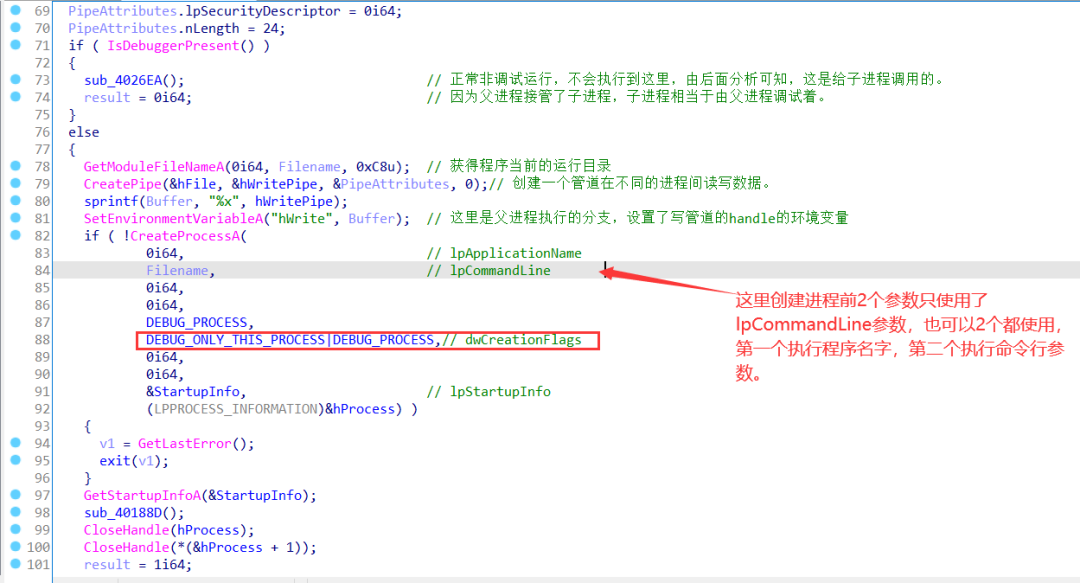 69 PipeAttributes.lpSecurityDescriptor = 0i64;
70 PipeAttributes.nLength = 24;
71 if ( IsDebuggerPresent() )
72 {
73 sub_4026EA(); // 正常非调试运行，不会执行到这里，由后面分析可知，这是给子进程调用的。
74 result = 0i64; // 因为父进程接管了子进程，子进程相当于由父进程调试着。
75 }
76 else
77 {
78 GetModuleFileNameA(0i64, Filename, 0xC8u); // 获得程序当前的运行目录
79 CreatePipe(&hFile, &hWritePipe, &PipeAttributes, 0);// 创建一个管道在不同的进程间读写数据。
80 sprintf(Buffer, "%x", hWritePipe);
81 SetEnvironmentVariableA("hWrite", Buffer); // 这里是父进程执行的分支，设置了写管道的handle的环境变量
82 if ( !CreateProcessA(
83 0i64, // lpApplicationName
84 Filename, // lpCommandLine
85 0i64,
86 0i64,
87 DEBUG_PROCESS,
88 DEBUG_ONLY_THIS_PROCESS|DEBUG_PROCESS,// dwCreationFlags
89 0i64,
90 0i64,
91 &StartupInfo, // lpStartupInfo
92 (LPPROCESS_INFORMATION)&hProcess) )
93 {
94 v1 = GetLastError();
95 exit(v1);
96 }
97 GetStartupInfoA(&StartupInfo);
98 sub_40188D();
99 CloseHandle(hProcess);
100 CloseHandle(*(&hProcess + 1));
101 result = 1i64;
这里创建进程前2个参数只使用了
lpCommandLine参数，也可以2个都使用，
第一个执行程序名字，第二个执行命令行参
数。